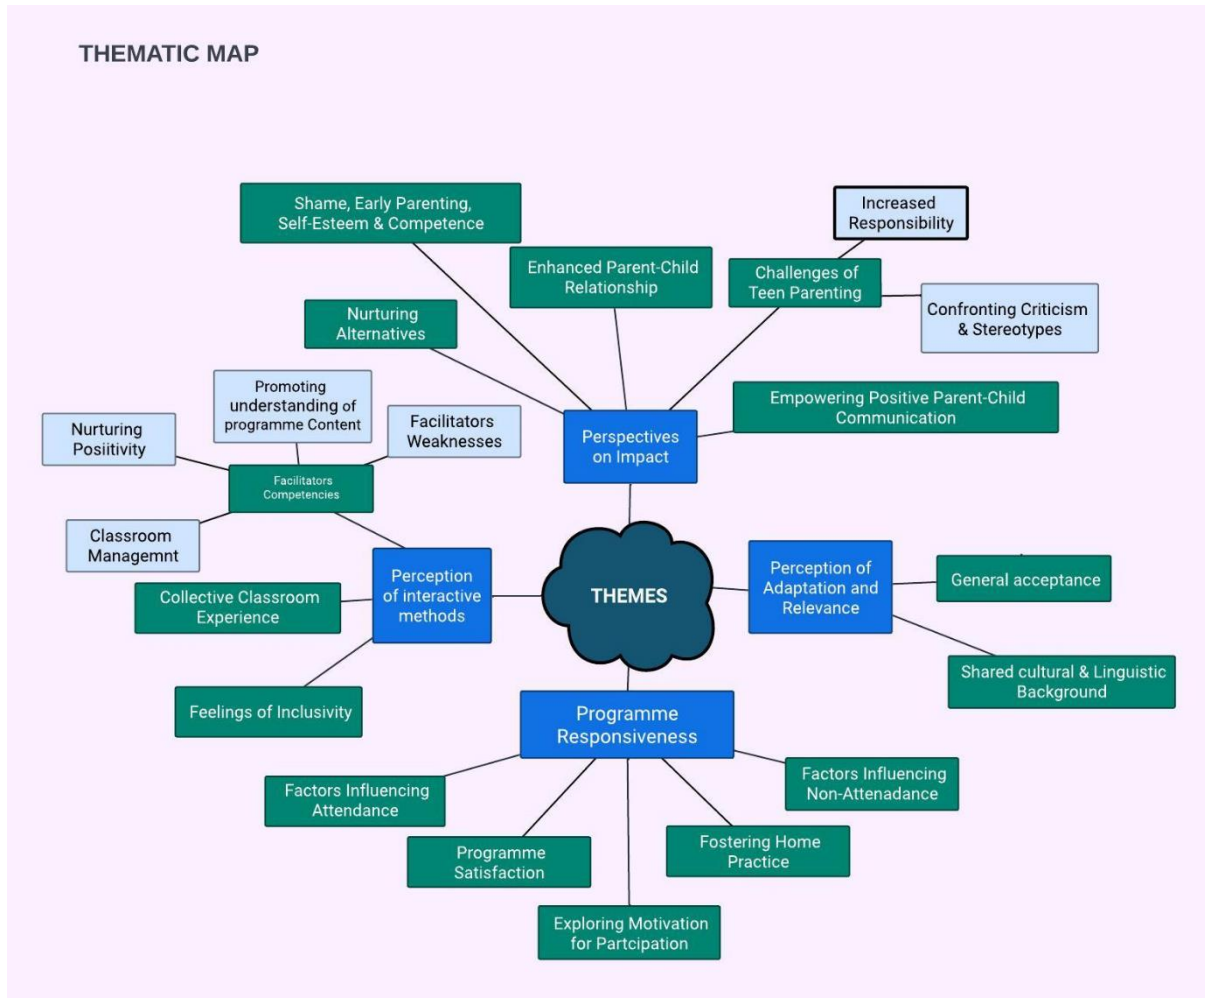 THEMATIC MAP
Shame, Early Parenting,
Self-Esteem & Competence
Increased
Responsibility
Enhanced Parent-Child
Relationship
Challenges of
Teen Parenting
Nurturing
Alternatives
Confronting Criticism
& Stereotypes
Promoting
understanding of
programme Content
Empowering Positive Parent-Child
Communication
Nurturing
Posiitivity
Facilitators
Weaknesses
Perspectives
on Impact
Facilitators
Competencies
Classroom
Managemnt
Perception
of interactive
methods
THEMES
Perception of
Adaptation and
Relevance
General acceptance
Collective Classroom
Experience
Shared cultural & Linguistic
Background
Feelings of Inclusivity
Programme
Responsiveness
Factors Influencing
Attendance
Factors Influencing
Non-Attenadance
Programme
Satisfaction
Fostering Home
Practice
Exploring Motivation
for Partcipation